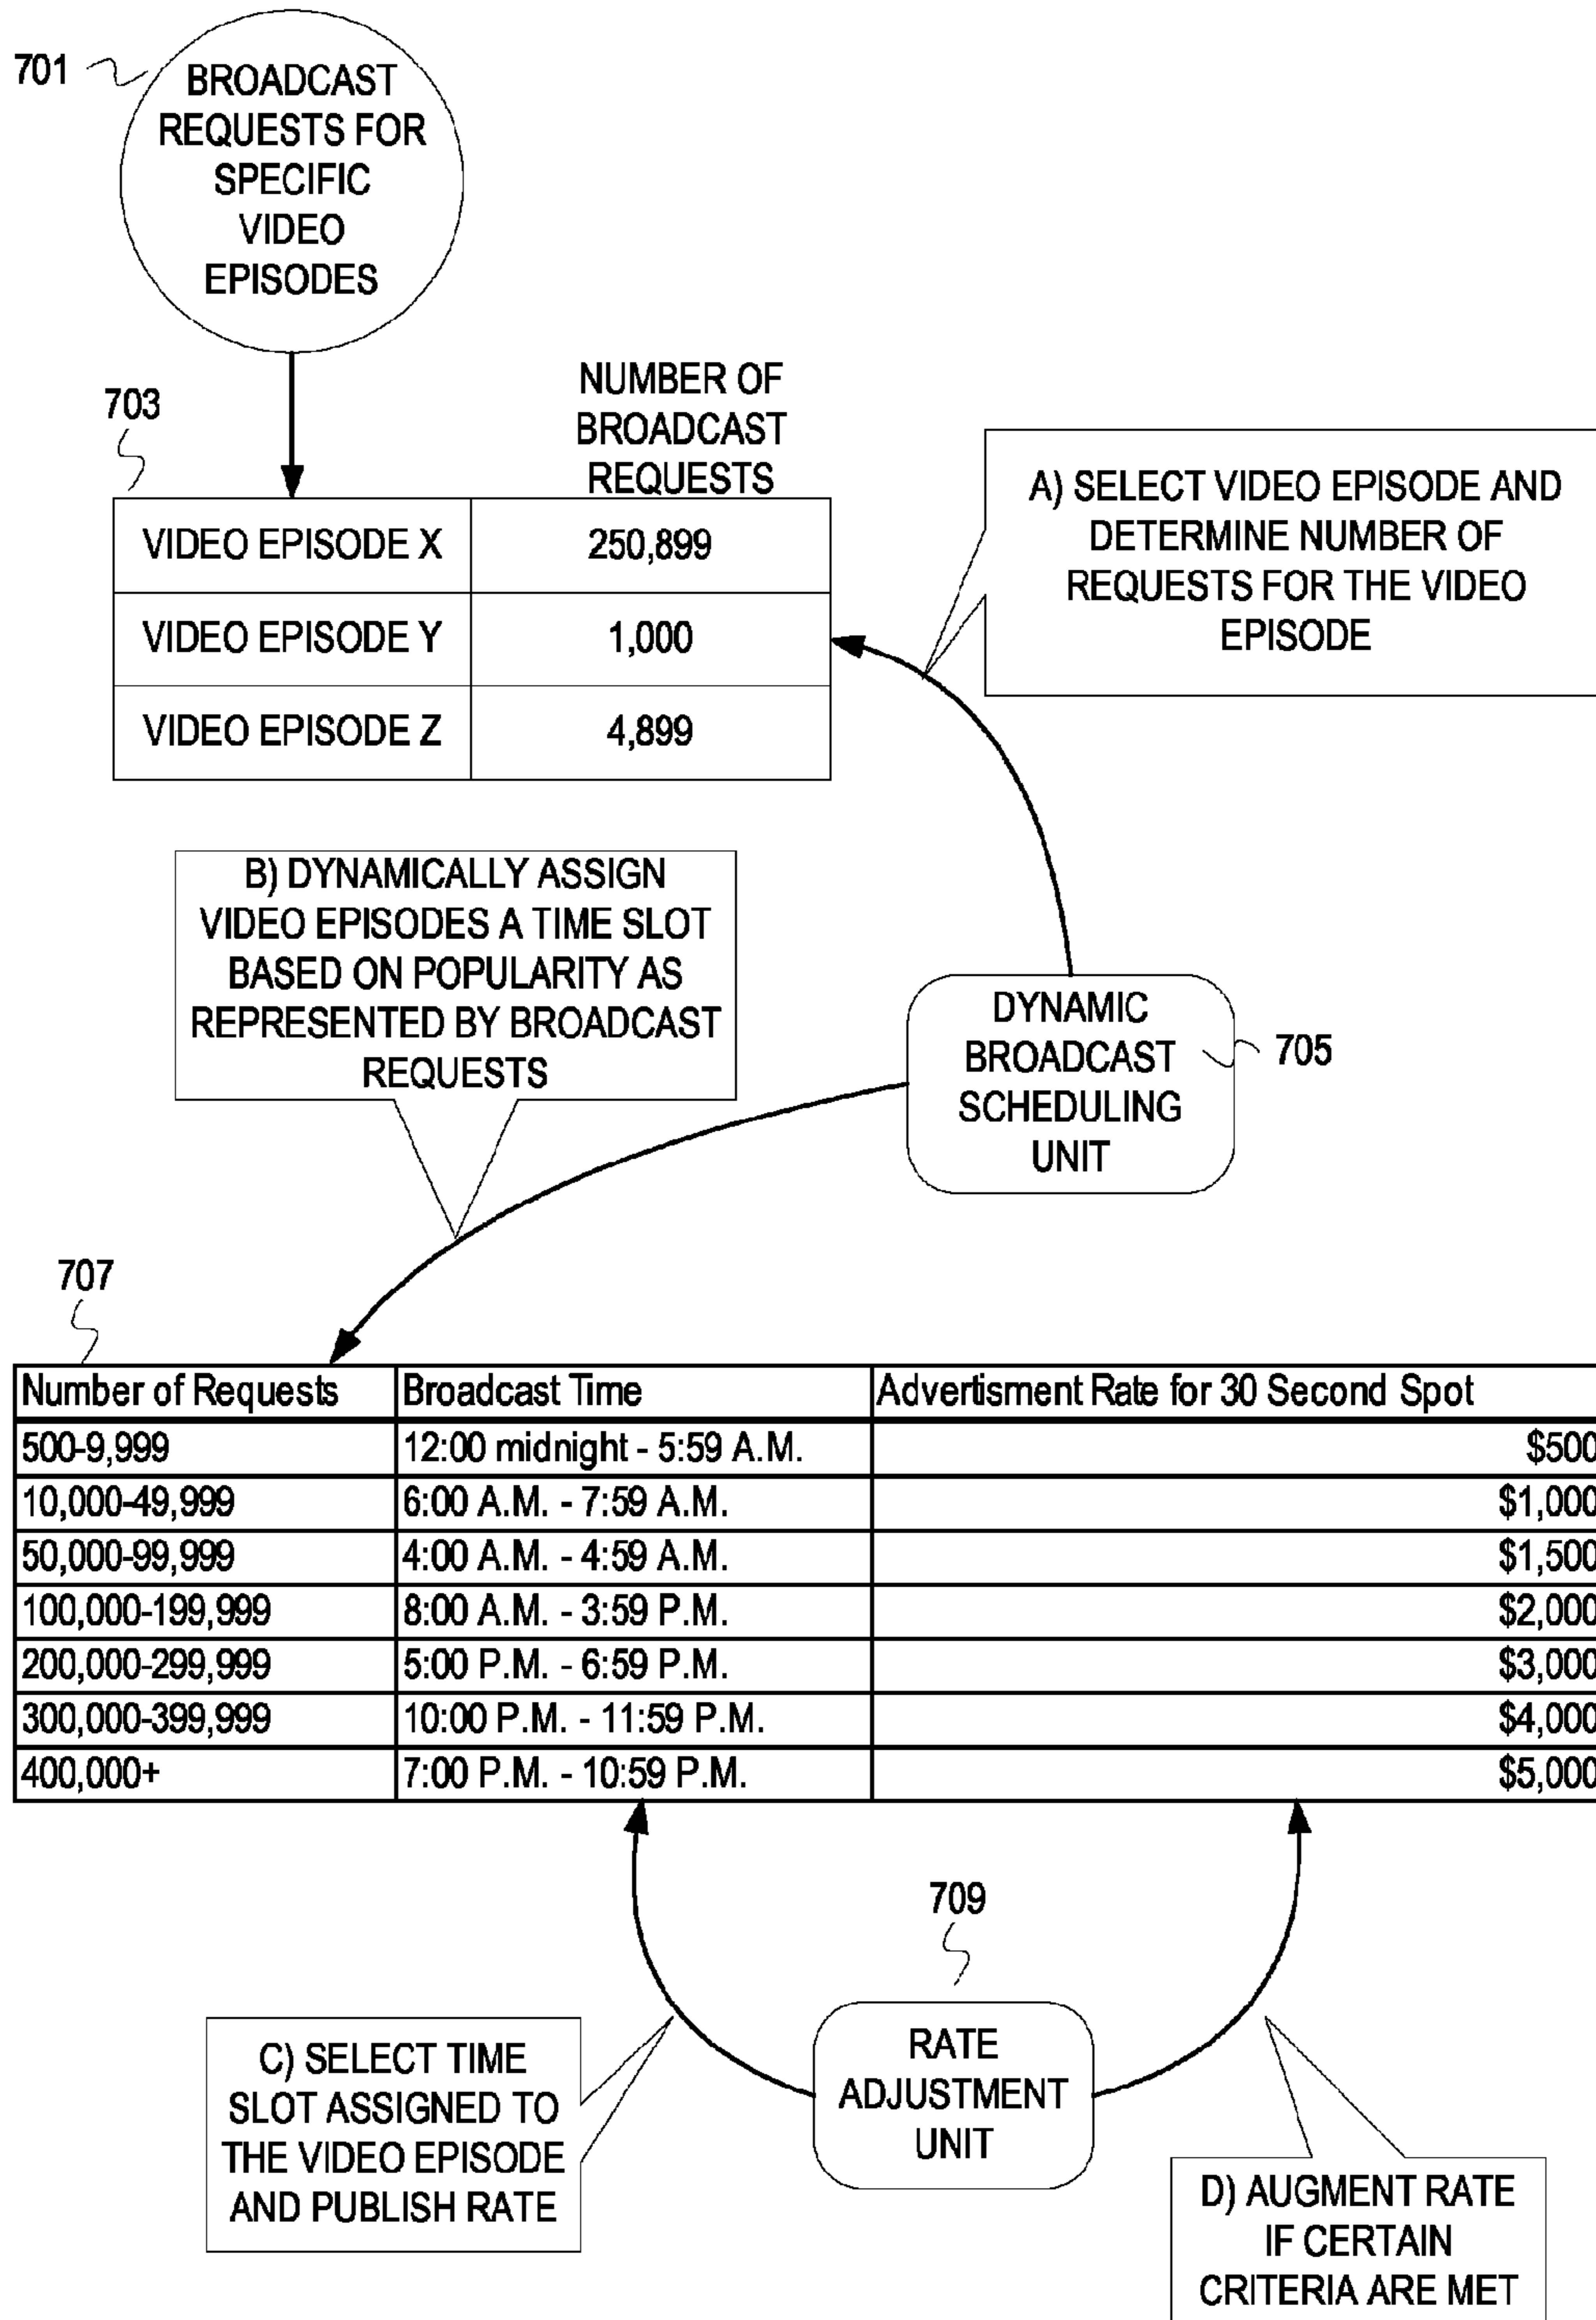 701
BROADCAST
REQUESTS FOR
SPECIFIC
VIDEO
EPISODES
703
NUMBER OF
BROADCAST
REQUESTS
VIDEO EPISODE X 250,899
VIDEO EPISODE Y 1,000
VIDEO EPISODE Z 4,899
A) SELECT VIDEO EPISODE AND
DETERMINE NUMBER OF
REQUESTS FOR THE VIDEO
EPISODE
B) DYNAMICALLY ASSIGN
VIDEO EPISODES A TIME SLOT
BASED ON POPULARITY AS
REPRESENTED BY BROADCAST
REQUESTS
DYNAMIC
BROADCAST
SCHEDULING
UNIT
705
707
Number of Requests Broadcast Time Advertisment Rate for 30 Second Spot
500-9,999 12:00 midnight - 5:59 A.M. $500
10,000-49,999 6:00 A.M. - 7:59 A.M. $1,000
50,000-99,999 4:00 A.M. - 4:59 A.M. $1,500
100,000-199,999 8:00 A.M. - 3:59 P.M. $2,000
200,000-299,999 5:00 P.M. - 6:59 P.M. $3,000
300,000-399,999 10:00 P.M. - 11:59 P.M. $4,000
400,000+ 7:00 P.M. - 10:59 P.M. $5,000
709
RATE
ADJUSTMENT
UNIT
C) SELECT TIME
SLOT ASSIGNED TO
THE VIDEO EPISODE
AND PUBLISH RATE
D) AUGMENT RATE
IF CERTAIN
CRITERIA ARE MET